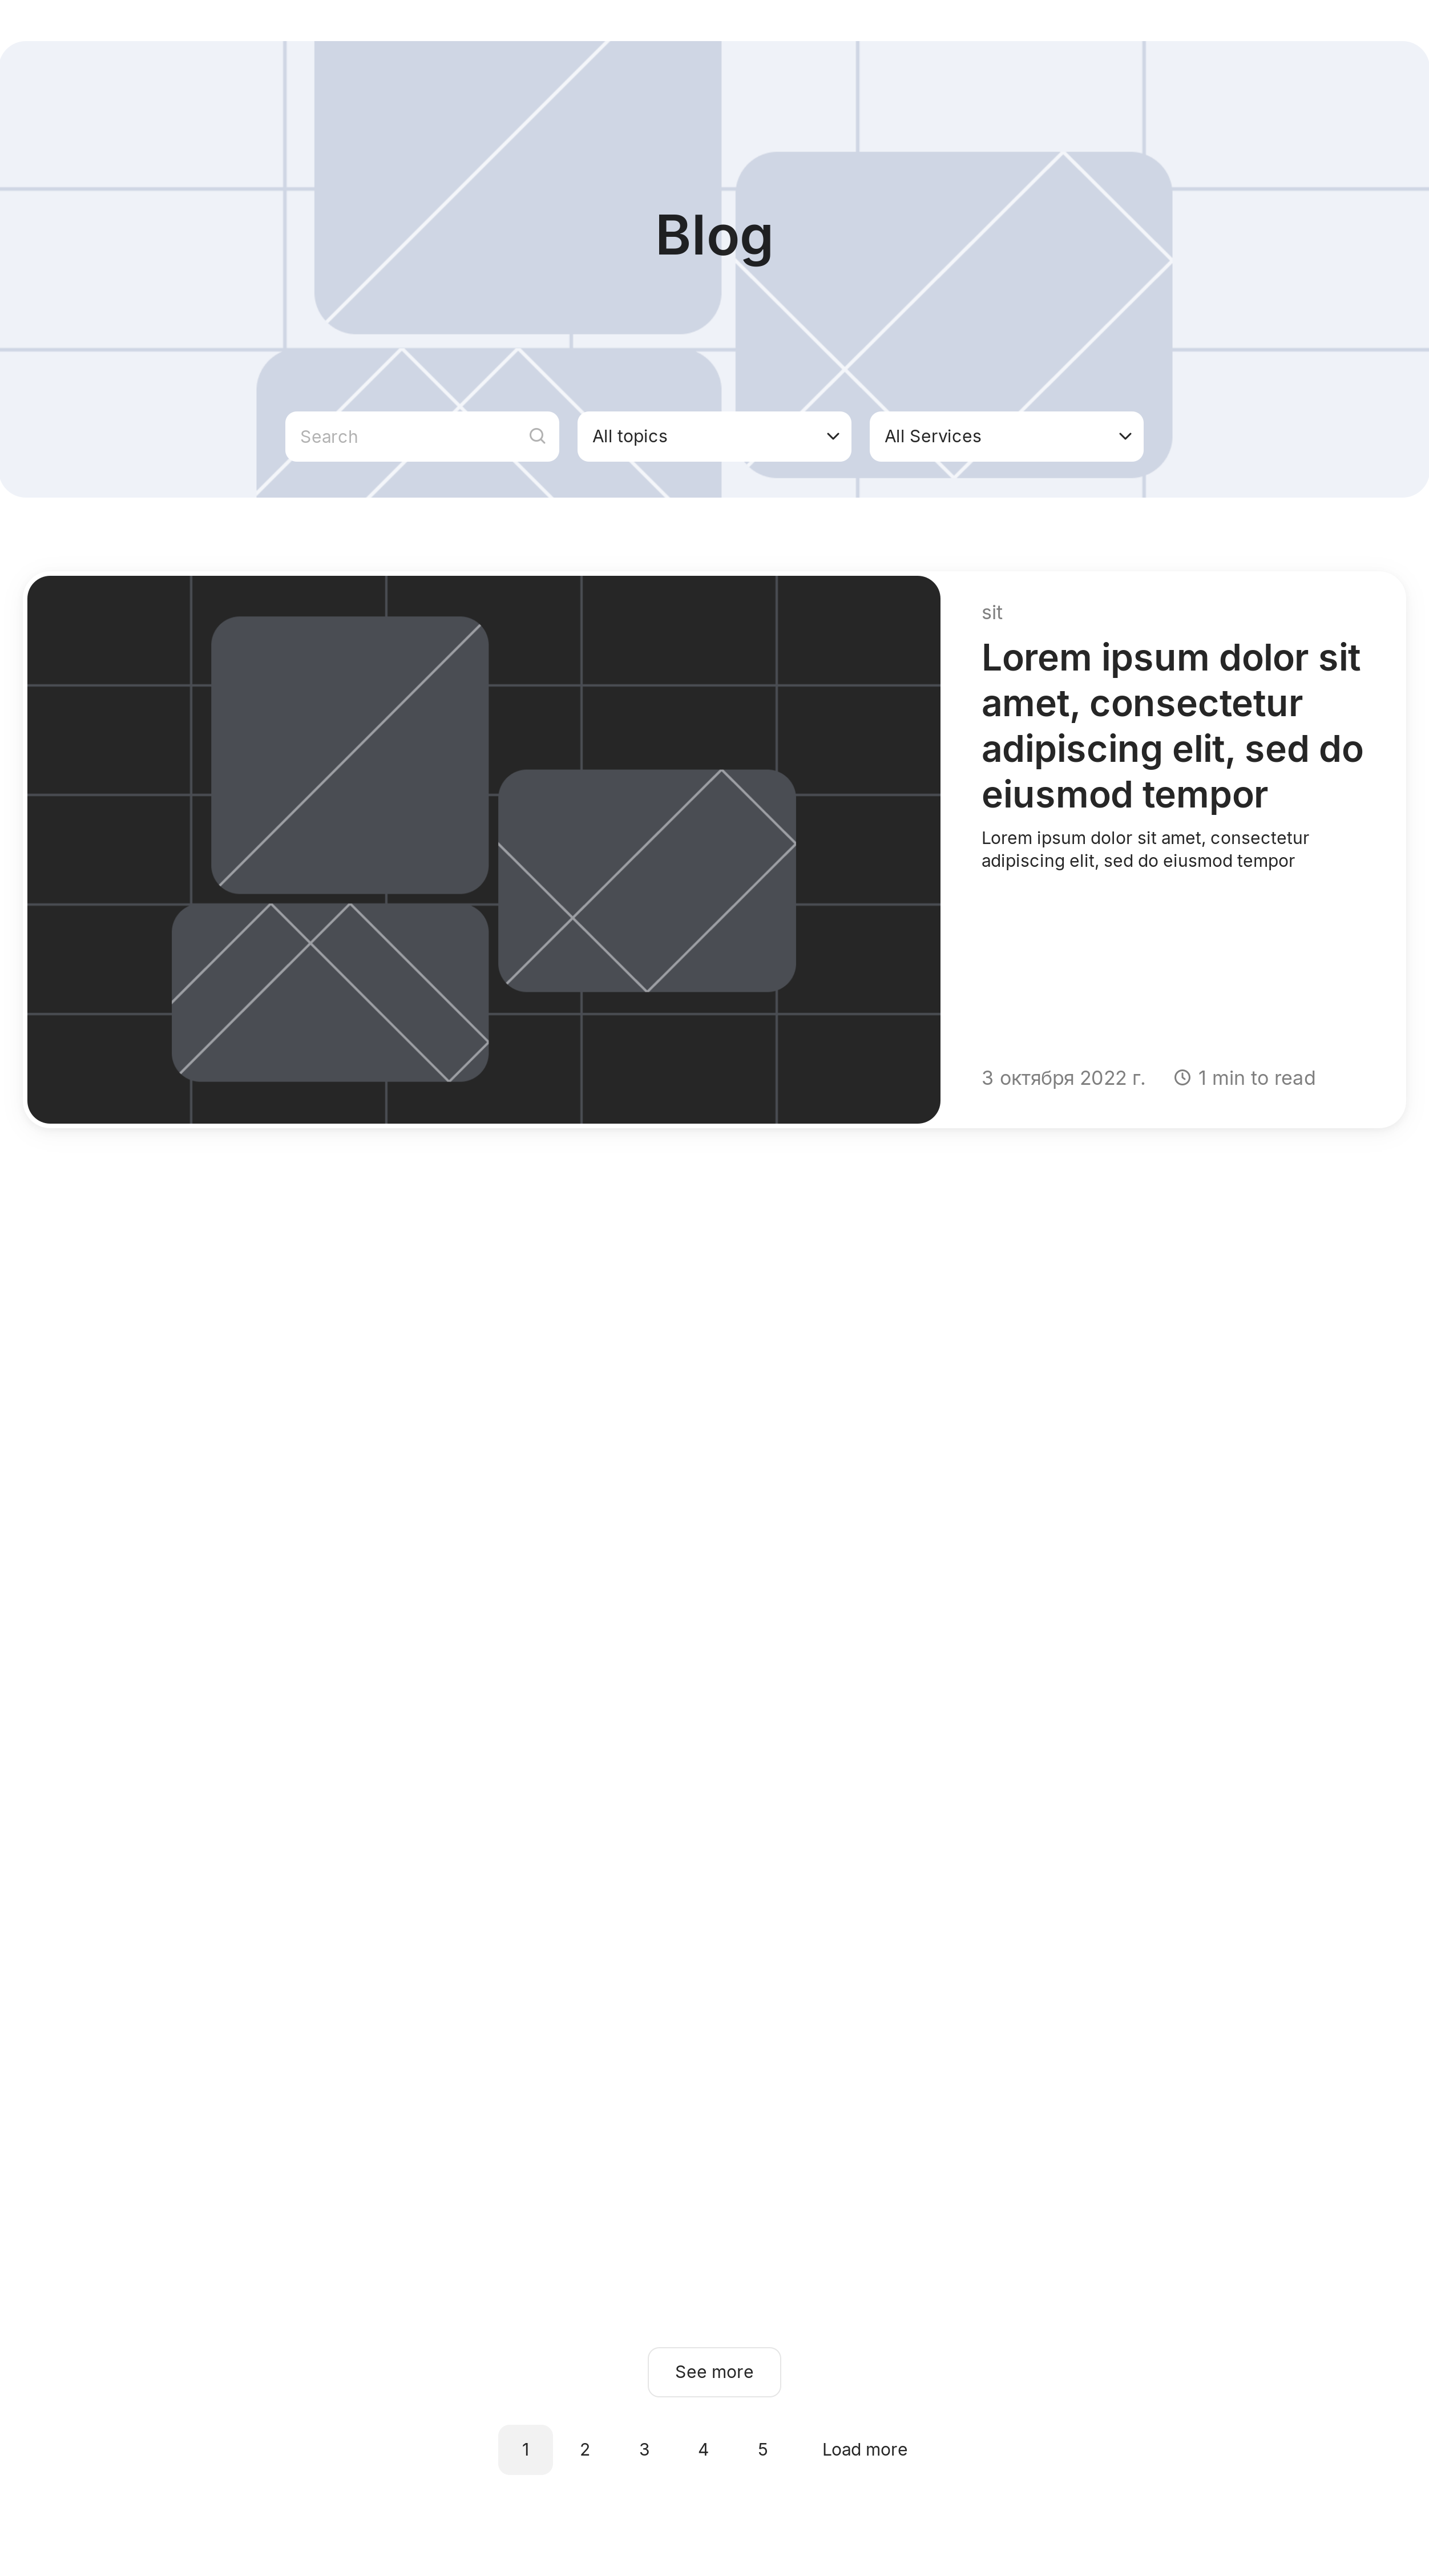 Blog
Search
All topics
All Services
sit
Lorem ipsum dolor sit
amet, consectetur
adipiscing elit, sed do
eiusmod tempor
Lorem ipsum dolor sit amet, consectetur
adipiscing elit, sed do eiusmod tempor
3 октября 2022 г. 1 min to read
See more
1 2 3 4 5 Load more